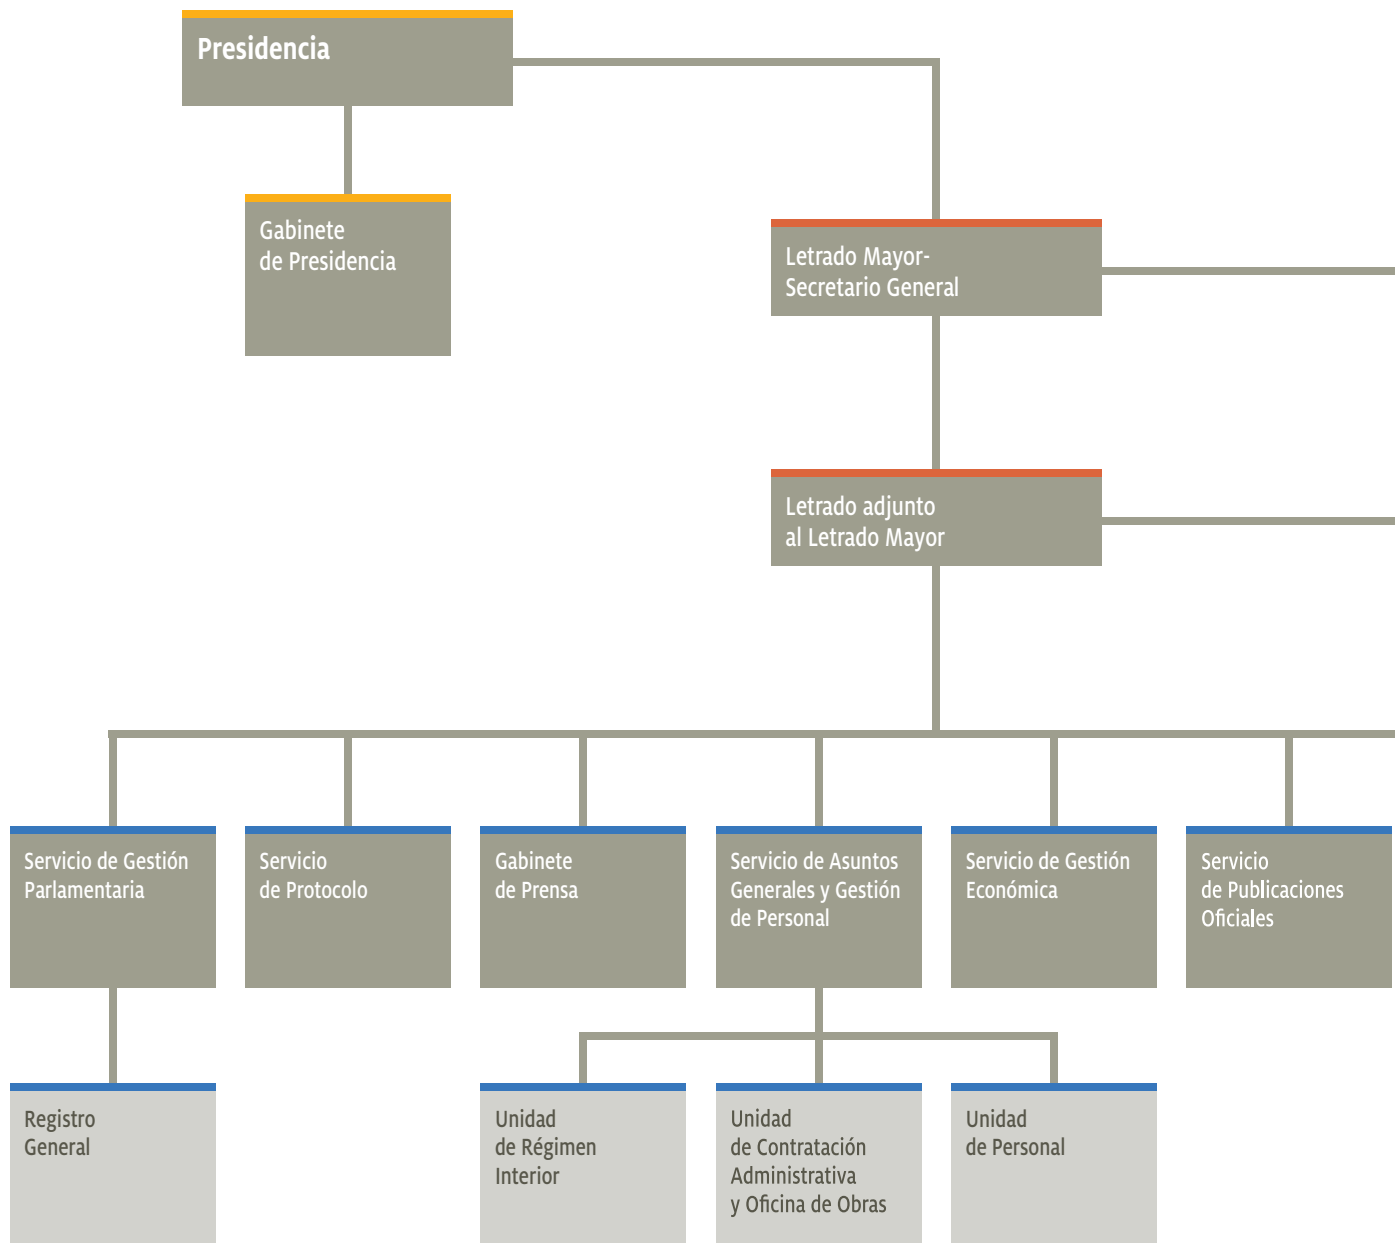 Presidencia
Gabinete
de Presidencia
Letrado Mayor-
Secretario General
Letrado adjunto
al Letrado Mayor
Servicio de Gestión
Parlamentaria
Servicio
de Protocolo
Gabinete
de Prensa
Servicio de Asuntos
Generales y Gestión
de Personal
Servicio de Gestión
Económica
Servicio
de Publicaciones
Oficiales
Registro
General
Unidad
de Régimen
Interior
Unidad
de Contratación
Administrativa
y Oficina de Obras
Unidad
de Personal